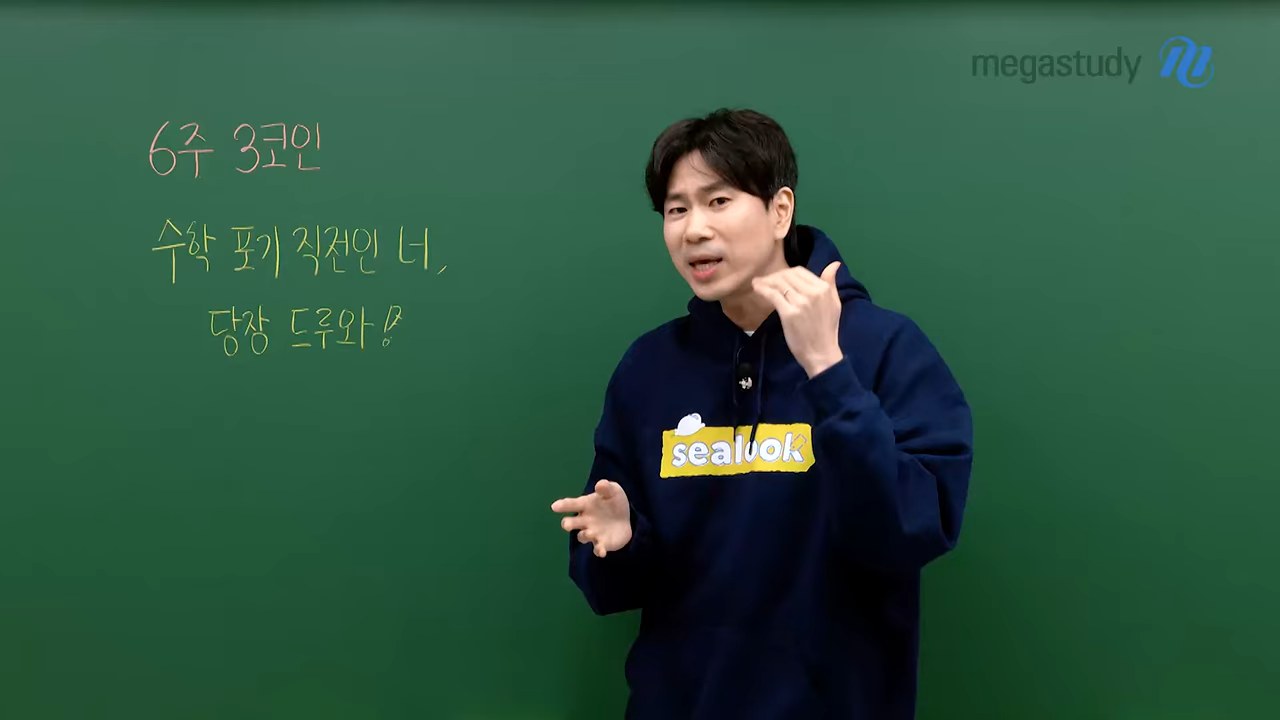 megastudy
6주 3코인
수학 포기 직전인 너,
당장 드루와!
sealook